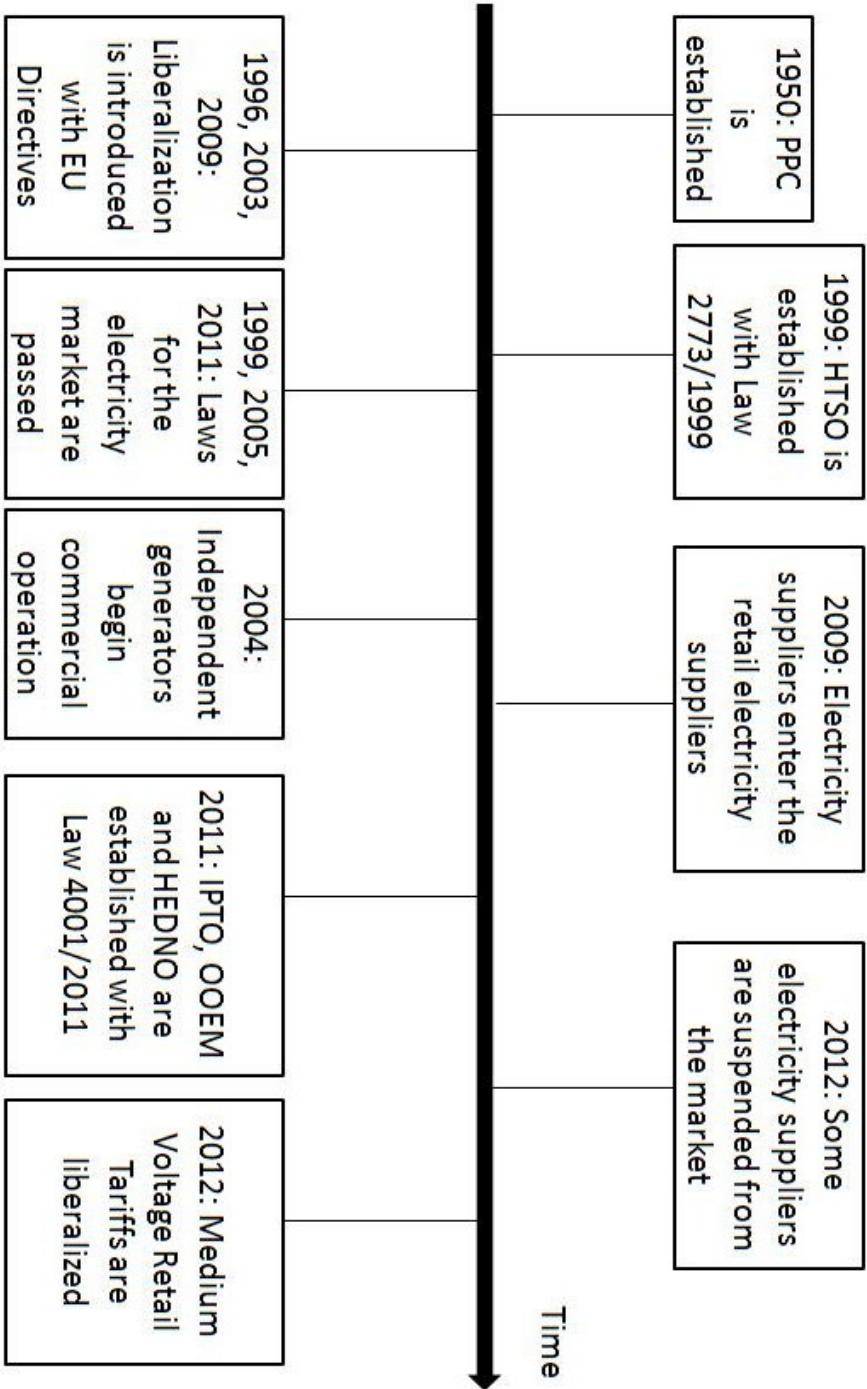 1950: PPC
is
established
1999: HTSO is
established
with Law
2773/1999
2009: Electricity
suppliers enter the
retail electricity
suppliers
2012: Some
electricity suppliers
are suspended from
the market
Time
1996, 2003,
2009:
Liberalization
is introduced
with EU
Directives
1999, 2005,
2011: Laws
for the
electricity
market are
passed
2004:
Independent
generators
begin
commercial
operation
2011: IPTO, OOEM
and HEDNO are
established with
Law 4001/2011
2012: Medium
Voltage Retail
Tariffs are
liberalized